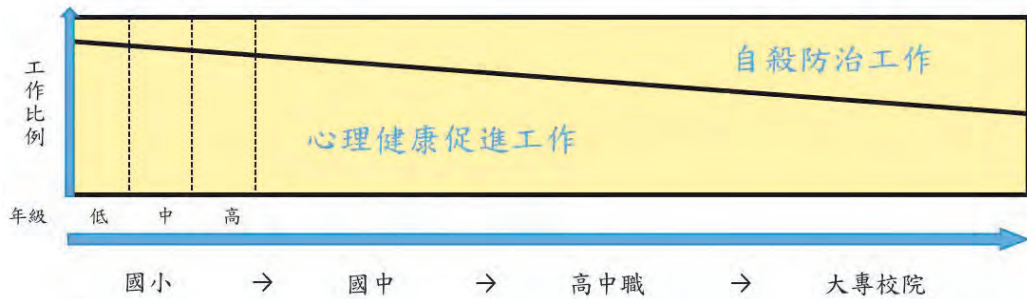 自殺防治工作
工作比例
心理健康促進工作
年級 低 中 高
國小 → 國中 → 高中職 → 大專校院